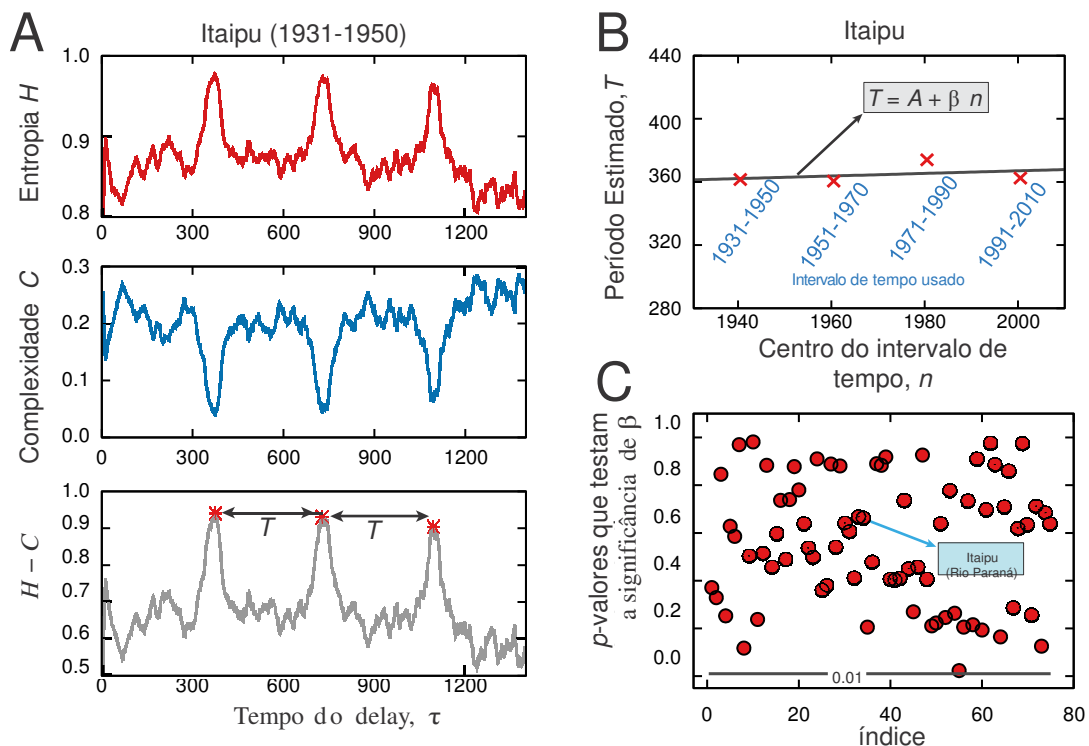 A
Itaipu (1931-1950)
Entropia H
1.0
0.9
0.8
0 300 600 900 1200
Complexidade C
0.3
0.2
0.1
0.0
0 300 600 900 1200
H – C
1.0
0.9
0.8
0.7
0.6
0.5
T T
0 300 600 900 1200
Tempo do delay, τ
B
Itaipu
Período Estimado, T
440
400
360
320
280
T = A + β n
1931-1950
1951-1970
1971-1990
1991-2010
Intervalo de tempo usado
1940 1960 1980 2000
Centro do intervalo de
tempo, n
C
p-valores que testam
a significância de β
1.0
0.8
0.6
0.4
0.2
0.0
Itaipu
(Rio Paraná)
0.01
0 20 40 60 80
índice